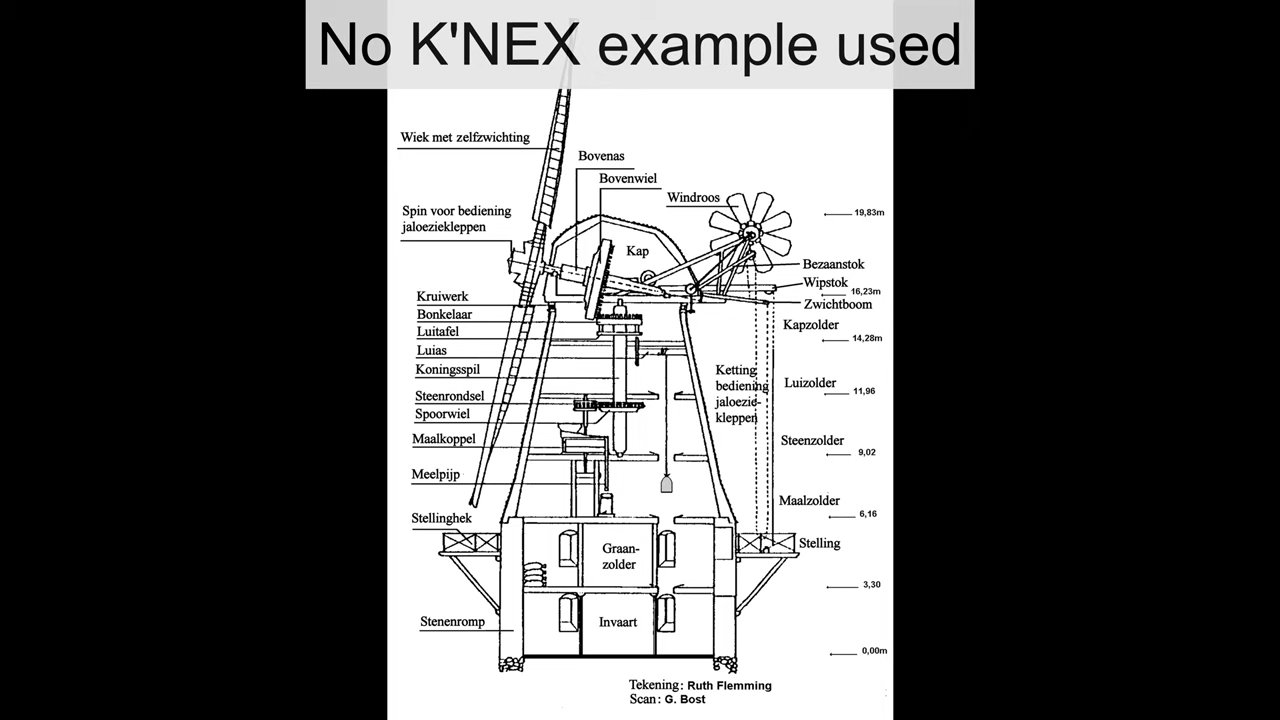 No K'NEX example used
Wiek met zelfzwichting
Bovenas
Bovenwiel
Windroos
Spin voor bediening
jaloeziekleppen
19,83m
Kap
Bezaanstok
Wipstok
16,23m
Zwichtboom
Kruiwerk
Bonkelaar
Luitafel
Luias
Koningsspil
Steenrondsel
Spoorwiel
Maalkoppel
Meelpijp
Stellinghek
Kapzolder
14,28m
Ketting
bediening
jaloezie-
kleppen
Luizolder
11,96
Steenzolder
9,02
Maalzolder
6,16
Stelling
Graan-
zolder
3,30
Stenenromp
Invaart
0,00m
Tekening: Ruth Flemming
Scan: G. Bost